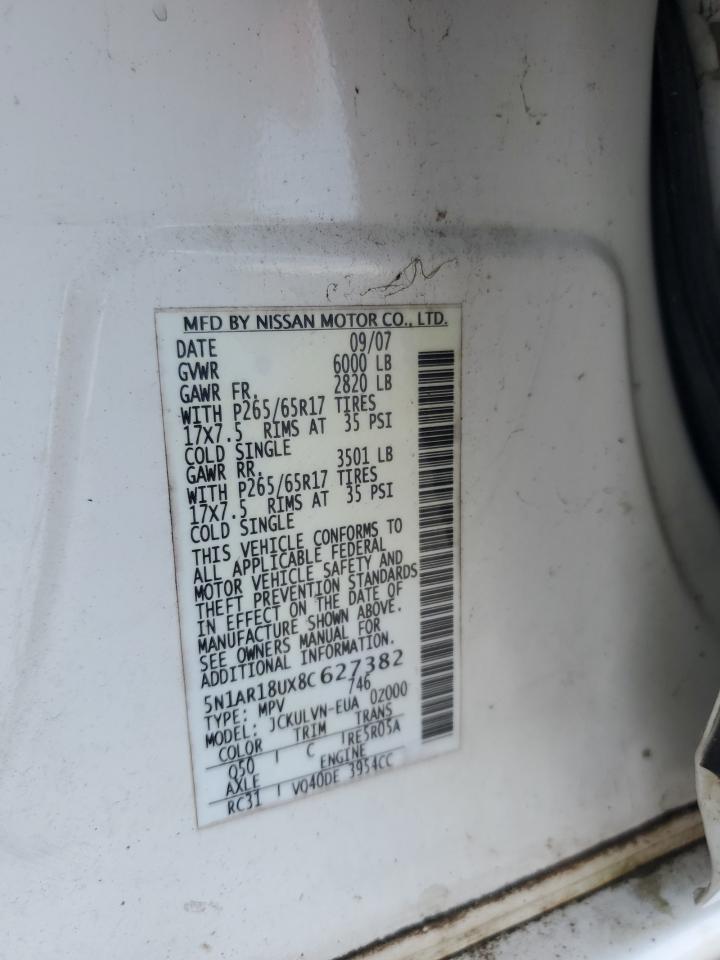 MFD BY NISSAN MOTOR CO., LTD.
DATE 09/07
GVWR 6000 LB
GAWR FR. 2820 LB
WITH P265/65R17 TIRES
17X7.5 RIMS AT 35 PSI
COLD SINGLE
GAWR RR. 3501 LB
WITH P265/65R17 TIRES
17X7.5 RIMS AT 35 PSI
COLD SINGLE
THIS VEHICLE CONFORMS TO
ALL APPLICABLE FEDERAL
MOTOR VEHICLE SAFETY AND
THEFT PREVENTION STANDARDS
IN EFFECT ON THE DATE OF
MANUFACTURE SHOWN ABOVE.
SEE OWNERS MANUAL FOR
ADDITIONAL INFORMATION.
5N1AR18UX8C627382
TYPE: MPV /46
MODEL: JCKULVN-EUA 0Z000
COLOR TRIM TRANS
Q50 C RE5R05A
AXLE ENGINE
RC31 VQ40DE 3954CC